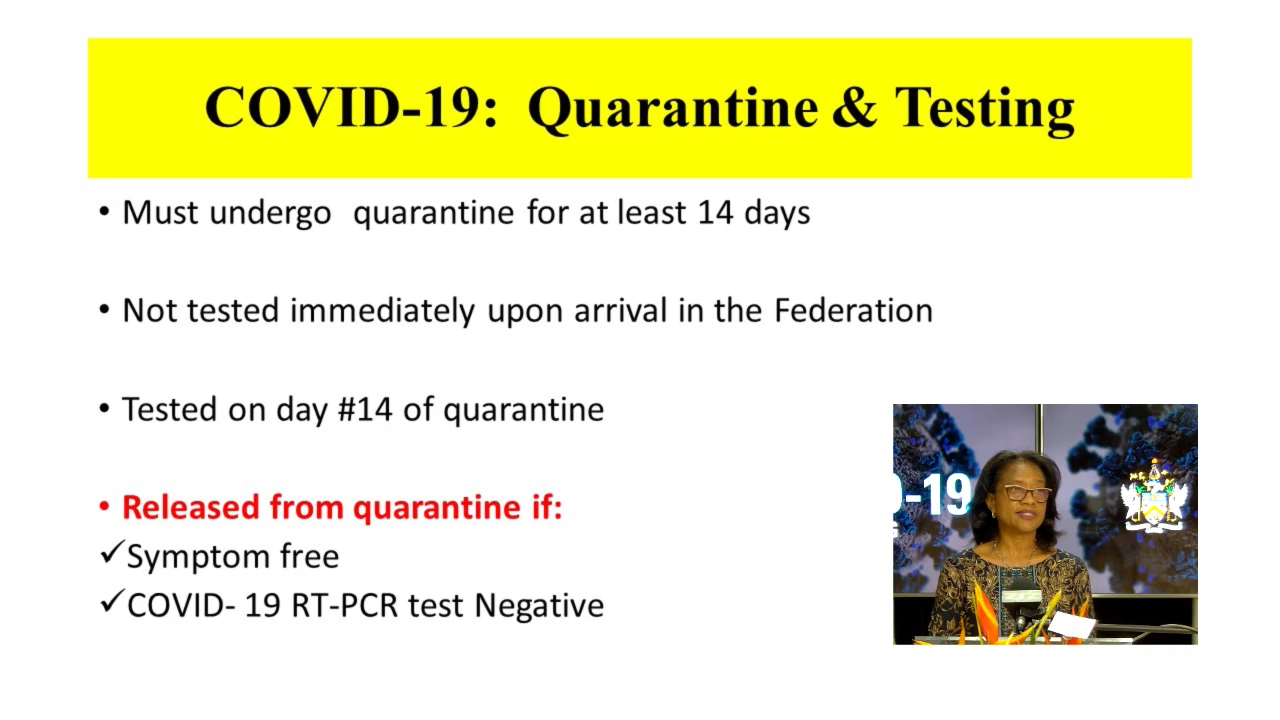 COVID-19: Quarantine & Testing
• Must undergo quarantine for at least 14 days
• Not tested immediately upon arrival in the Federation
• Tested on day #14 of quarantine
• Released from quarantine if:
✓Symptom free
✓COVID- 19 RT-PCR test Negative
D-19